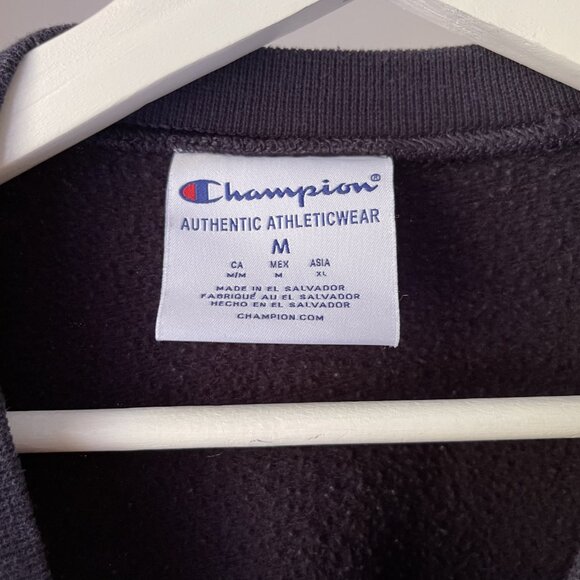 Champion®
AUTHENTIC ATHLETICWEAR
M
CA MEX ASIA
M/M M XL
MADE IN EL SALVADOR
FABRIQUÉ AU EL SALVADOR
HECHO EN EL SALVADOR
CHAMPION.COM